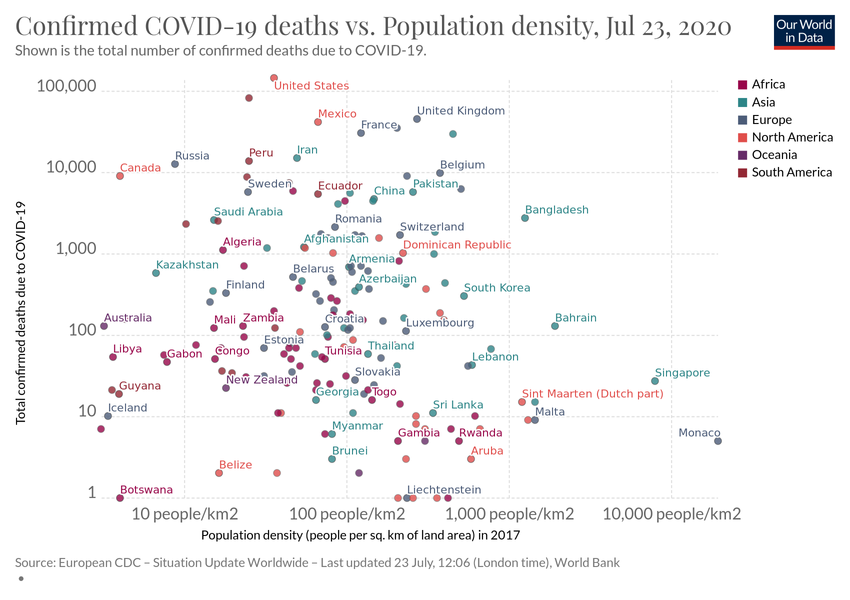 Confirmed COVID-19 deaths vs. Population density, Jul 23, 2020
Shown is the total number of confirmed deaths due to COVID-19.
Our World
in Data
100,000
United States
Africa
Asia
Europe
North America
Oceania
South America
Mexico
France
United Kingdom
10,000
Canada
Russia
Peru
Iran
Belgium
Sweden
Ecuador
China
Pakistan
Saudi Arabia
Romania
Bangladesh
Algeria
Afghanistan
Switzerland
Dominican Republic
1,000
Kazakhstan
Armenia
Belarus
Azerbaijan
Finland
South Korea
Australia
Mali
Zambia
Croatia
Luxembourg
Bahrain
100
Libya
Gabon
Congo
Estonia
Tunisia
Thailand
Lebanon
Guyana
New Zealand
Slovakia
Singapore
Georgia
Togo
Sint Maarten (Dutch part)
Iceland
Sri Lanka
Malta
10
Myanmar
Gambia
Rwanda
Monaco
Belize
Brunei
Aruba
Botswana
Liechtenstein
1
10 people/km2
100 people/km2
1,000 people/km2
10,000 people/km2
Total confirmed deaths due to COVID-19
Population density (people per sq. km of land area) in 2017
Source: European CDC – Situation Update Worldwide – Last updated 23 July, 12:06 (London time), World Bank